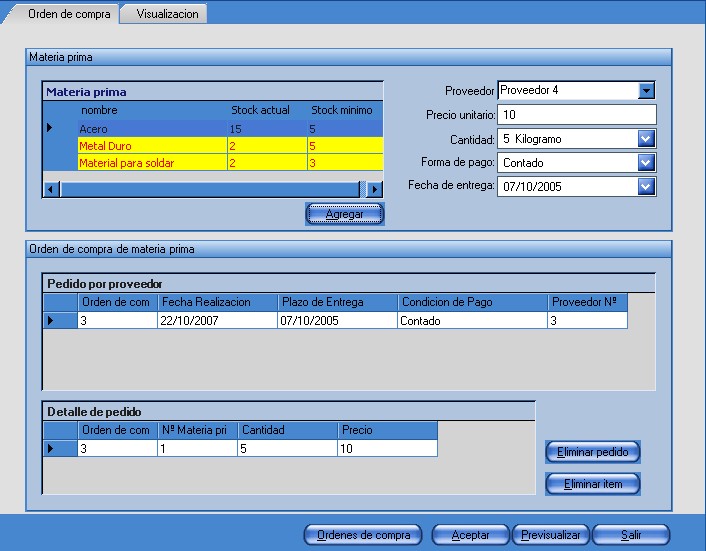 Orden de compra Visualizacion
Materia prima
Materia prima
nombre Stock actual Stock minimo
Acero 15 5
Metal Duro 2 5
Material para soldar 2 3
Agregar
Proveedor Proveedor 4
Precio unitario: 10
Cantidad: 5 Kilogramo
Forma de pago: Contado
Fecha de entrega: 07/10/2005
Orden de compra de materia prima
Pedido por proveedor
Orden de com Fecha Realizacion Plazo de Entrega Condicion de Pago Proveedor Nº
3 22/10/2007 07/10/2005 Contado 3
Detalle de pedido
Orden de com Nº Materia pri Cantidad Precio
3 1 5 10
Eliminar pedido
Eliminar item
Ordenes de compra Aceptar Previsualizar Salir